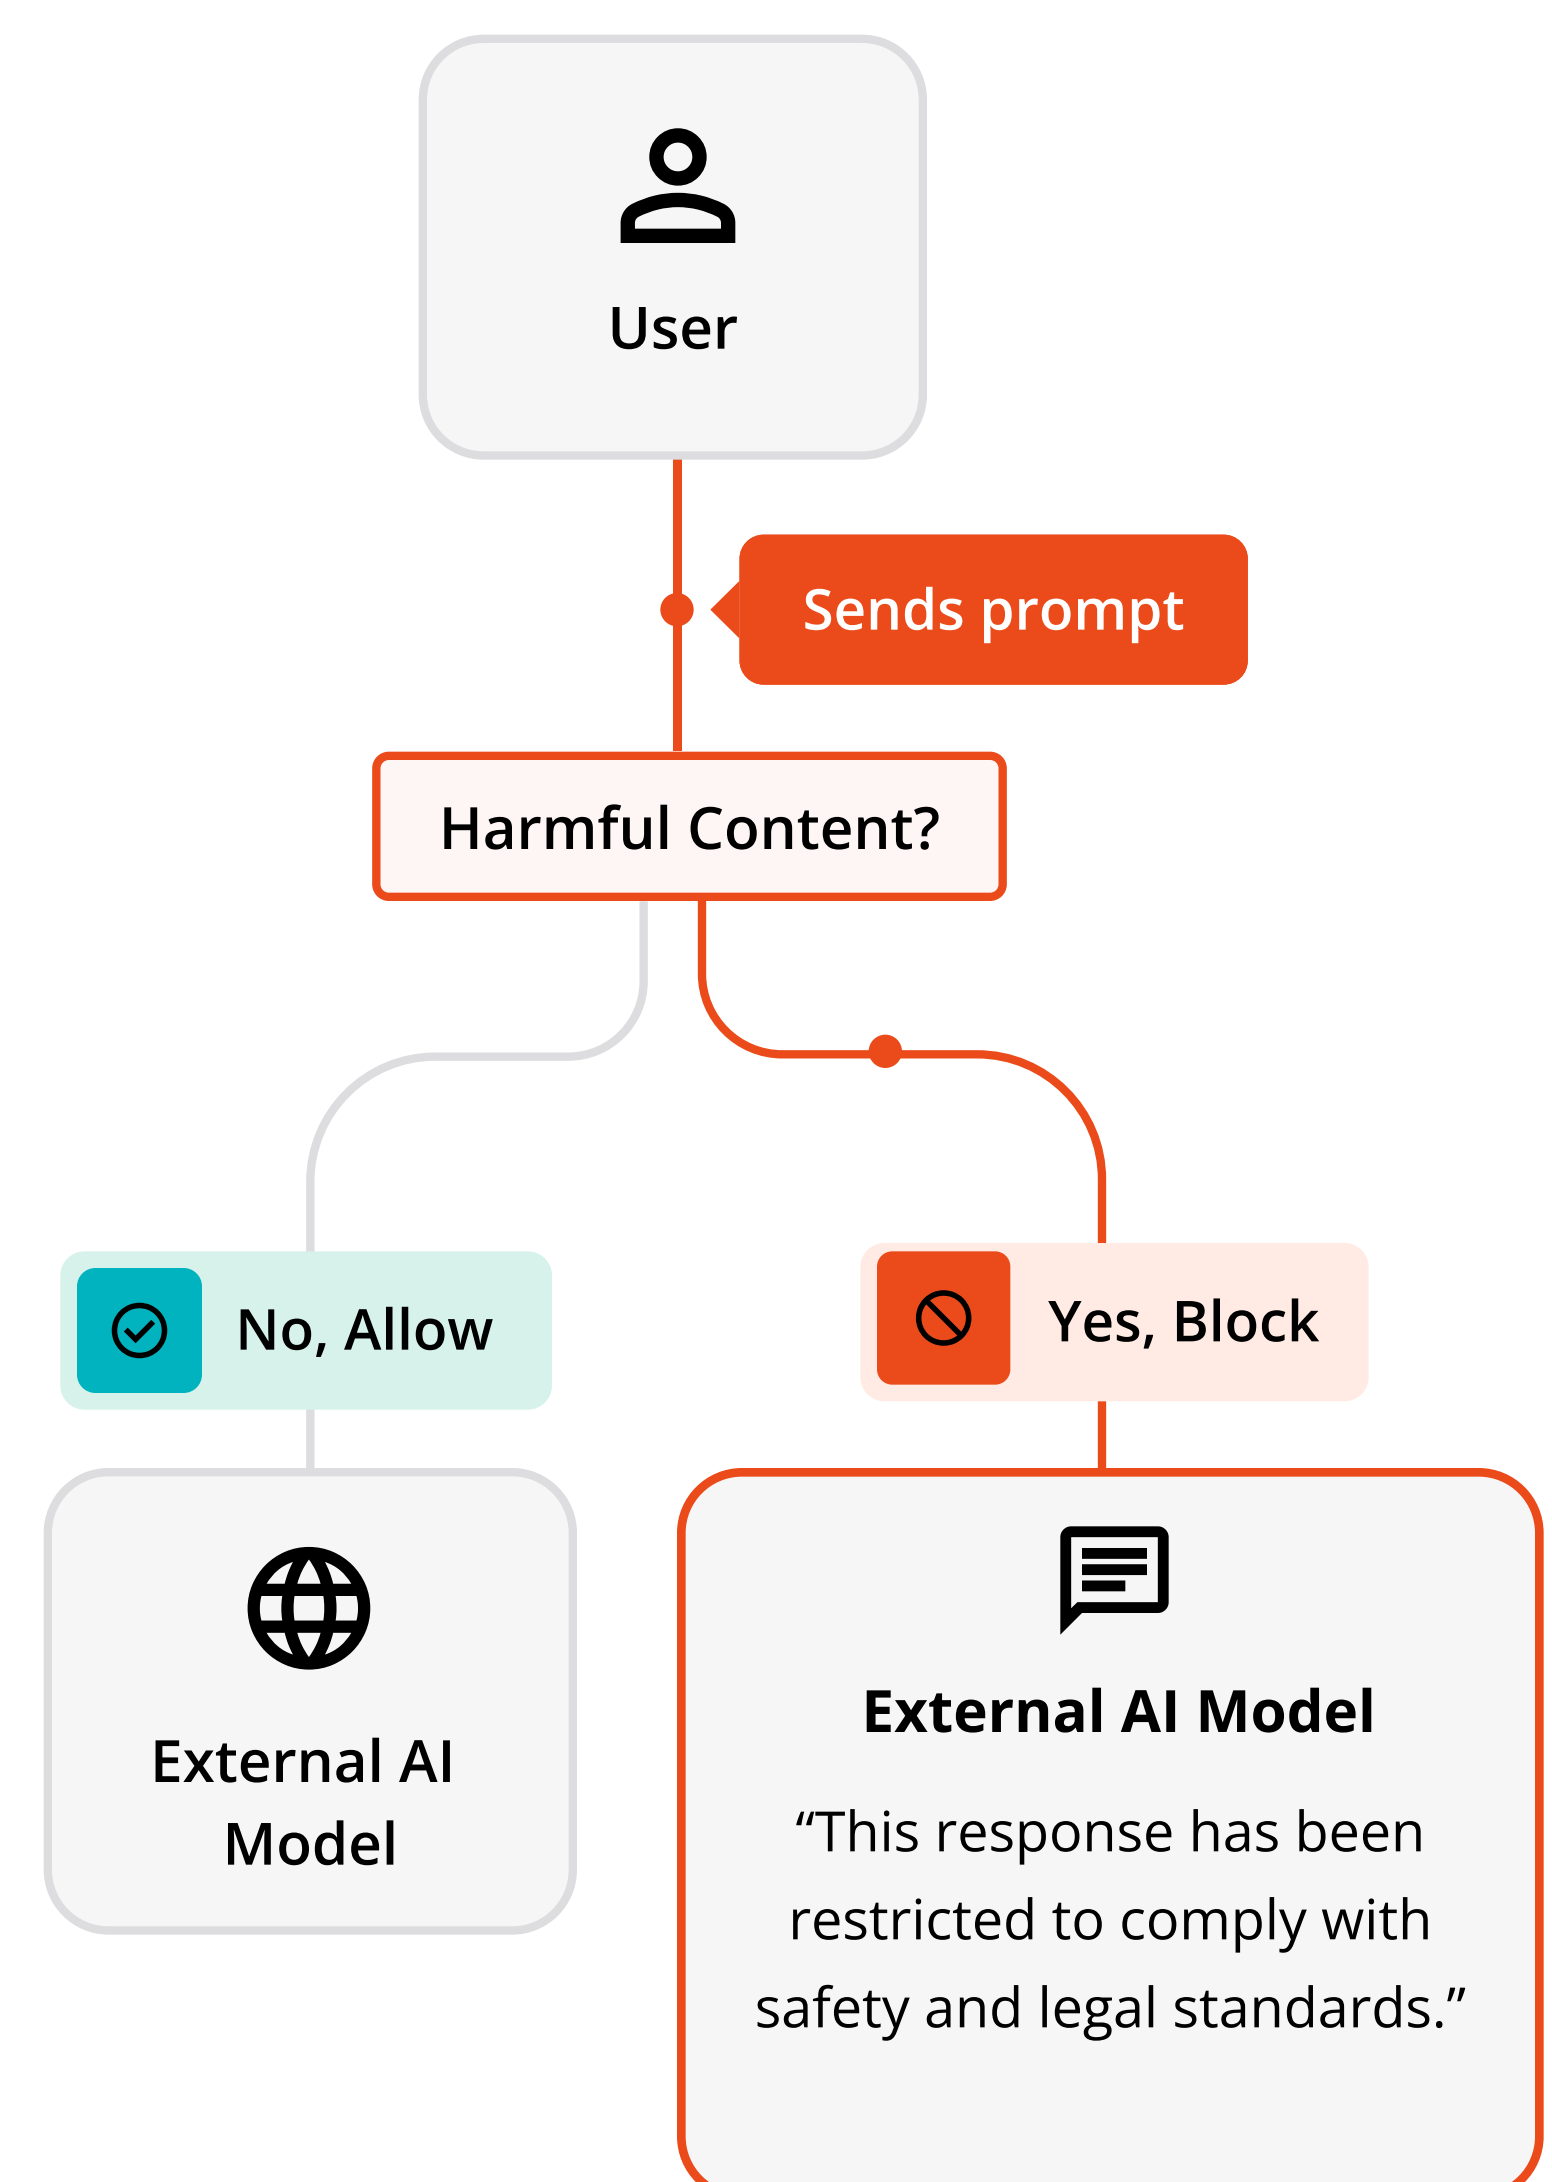 User
Sends prompt
Harmful Content?
No, Allow
Yes, Block
External AI
Model
External AI Model
“This response has been
restricted to comply with
safety and legal standards.”